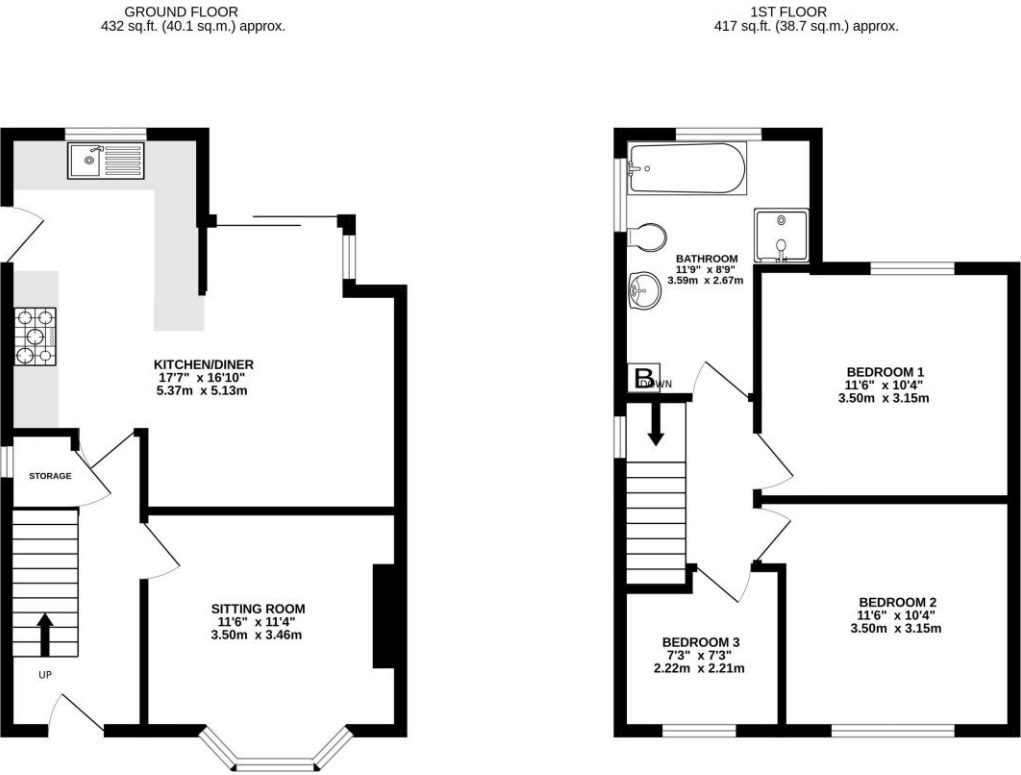 GROUND FLOOR
432 sq.ft. (40.1 sq.m.) approx.
1ST FLOOR
417 sq.ft. (38.7 sq.m.) approx.
KITCHEN/DINER
17'7" x 16'10"
5.37m x 5.13m
STORAGE
SITTING ROOM
11'6" x 11'4"
3.50m x 3.46m
UP
BATHROOM
11'9" x 8'9"
3.59m x 2.67m
B
DOWN
BEDROOM 1
11'6" x 10'4"
3.50m x 3.15m
BEDROOM 2
11'6" x 10'4"
3.50m x 3.15m
BEDROOM 3
7'3" x 7'3"
2.22m x 2.21m